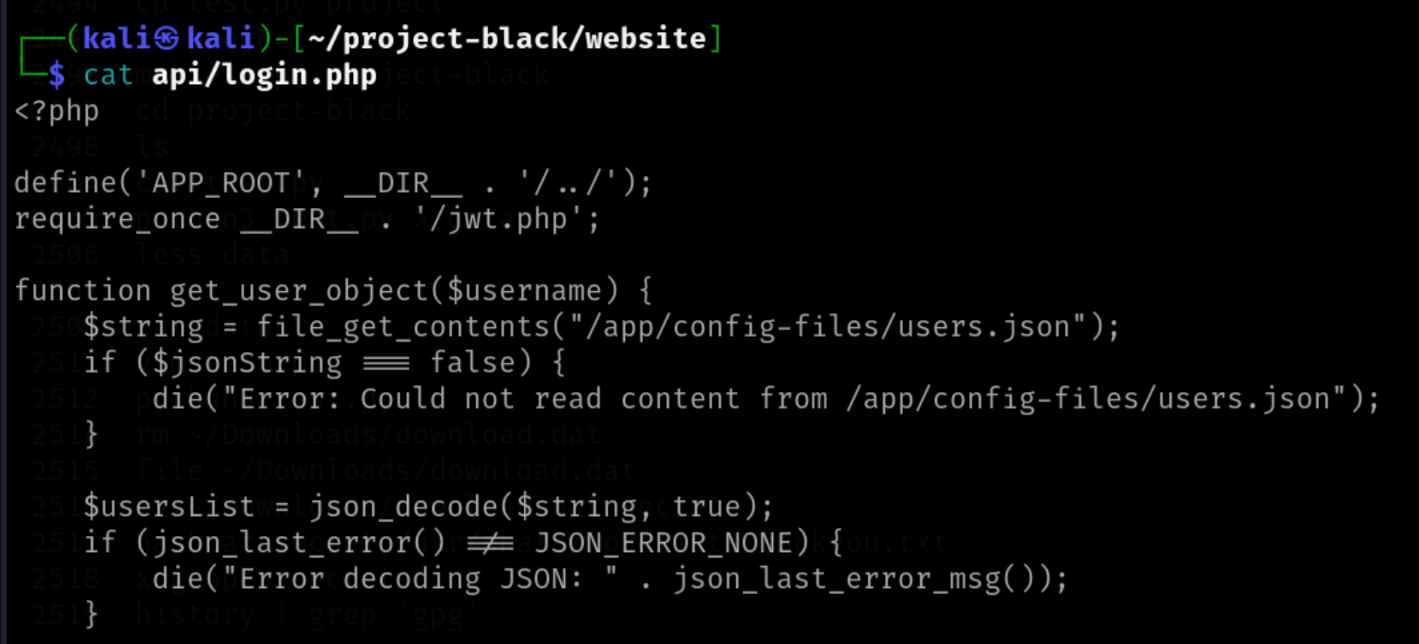 ┌──(kali㉿kali)-[~/project-black/website]
└─$ cat api/login.php
<?php
define('APP_ROOT', __DIR__ . '/../');
require_once __DIR__ . '/jwt.php';
function get_user_object($username) {
    $string = file_get_contents("/app/config-files/users.json");
    if ($jsonString === false) {
        die("Error: Could not read content from /app/config-files/users.json");
    }
    $usersList = json_decode($string, true);
    if (json_last_error() !== JSON_ERROR_NONE) {
        die("Error decoding JSON: " . json_last_error_msg());
    }